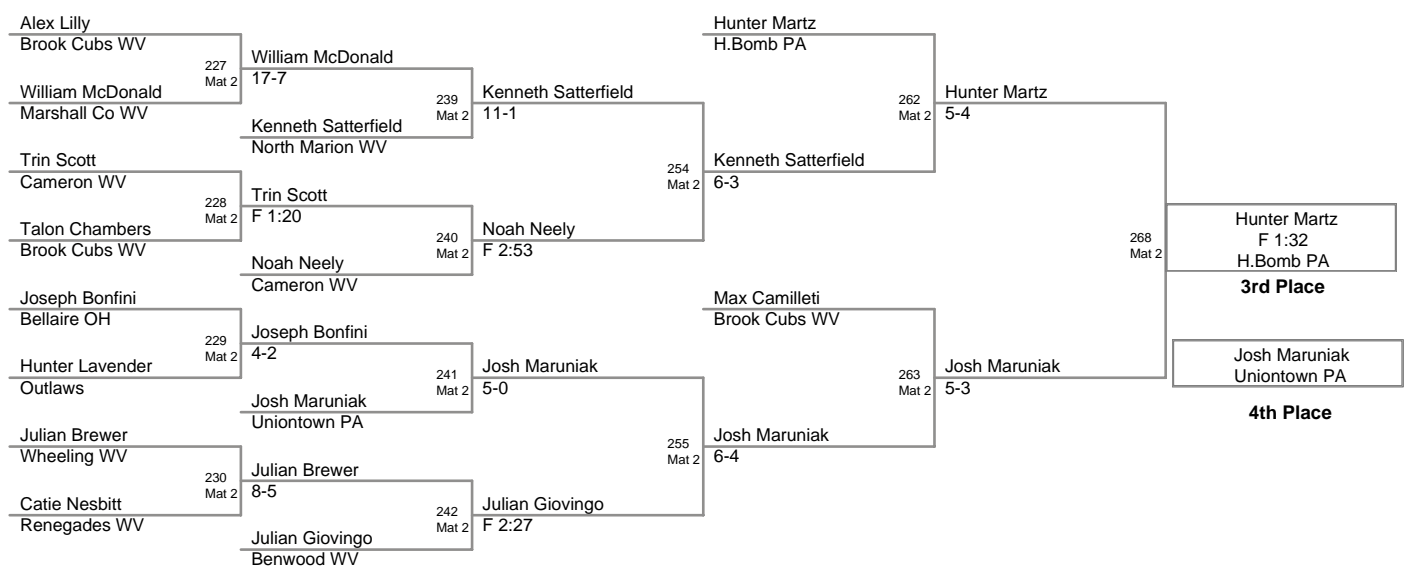 Alex Lilly
Brook Cubs WV
227
Mat 2
William McDonald
Marshall Co WV
Trin Scott
Cameron WV
228
Mat 2
Talon Chambers
Brook Cubs WV
Joseph Bonfini
Bellaire OH
229
Mat 2
Hunter Lavender
Outlaws
Julian Brewer
Wheeling WV
230
Mat 2
Catie Nesbitt
Renegades WV
William McDonald
17-7
239
Mat 2
Kenneth Satterfield
North Marion WV
Trin Scott
F 1:20
240
Mat 2
Noah Neely
Cameron WV
Joseph Bonfini
4-2
241
Mat 2
Josh Maruniak
Uniontown PA
Julian Brewer
8-5
242
Mat 2
Julian Giovingo
Benwood WV
Kenneth Satterfield
11-1
254
Mat 2
Noah Neely
F 2:53
Josh Maruniak
5-0
255
Mat 2
Julian Giovingo
F 2:27
Hunter Martz
H.Bomb PA
262
Mat 2
Kenneth Satterfield
6-3
Max Camilleti
Brook Cubs WV
263
Mat 2
Josh Maruniak
6-4
Hunter Martz
5-4
268
Mat 2
Josh Maruniak
5-3
Hunter Martz
F 1:32
H.Bomb PA
3rd Place
Josh Maruniak
Uniontown PA
4th Place